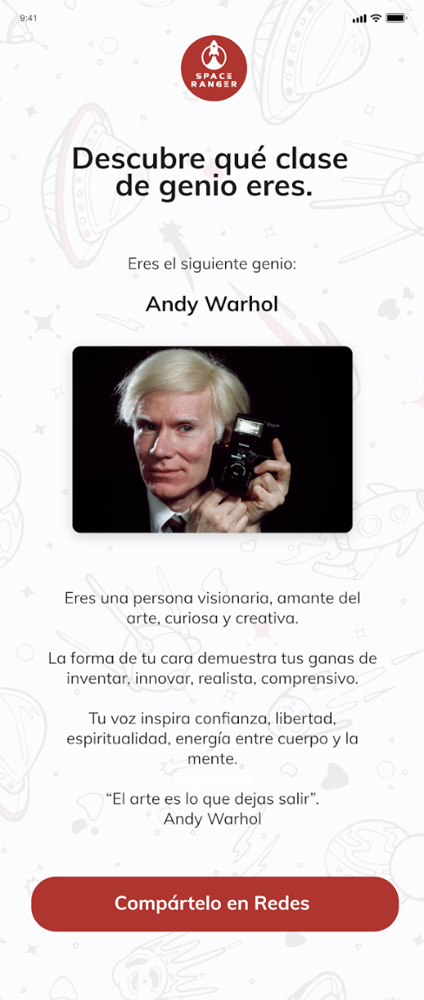 9:41
SPACE
RANGER
Descubre qué clase
de genio eres.
Eres el siguiente genio:
Andy Warhol
Eres una persona visionaria, amante del
arte, curiosa y creativa.
La forma de tu cara demuestra tus ganas de
inventar, innovar, realista, comprensivo.
Tu voz inspira confianza, libertad,
espiritualidad, energía entre cuerpo y la
mente.
Siguiente
“El arte es lo que dejas salir”.
Andy Warhol
Compártelo en Redes